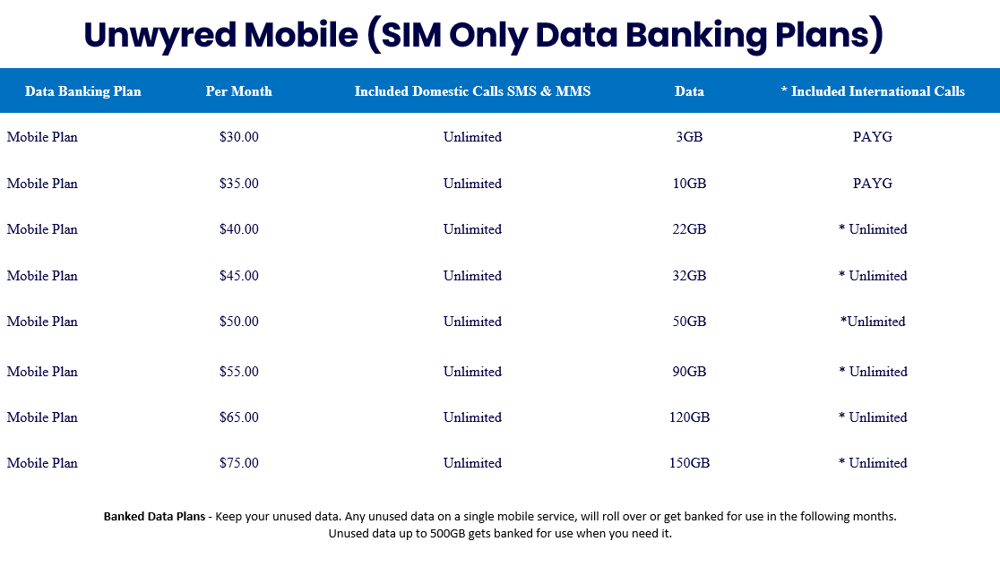 Unwyred Mobile (SIM Only Data Banking Plans)
Data Banking Plan Per Month Included Domestic Calls SMS & MMS Data * Included International Calls
Mobile Plan $30.00 Unlimited 3GB PAYG
Mobile Plan $35.00 Unlimited 10GB PAYG
Mobile Plan $40.00 Unlimited 22GB * Unlimited
Mobile Plan $45.00 Unlimited 32GB * Unlimited
Mobile Plan $50.00 Unlimited 50GB *Unlimited
Mobile Plan $55.00 Unlimited 90GB * Unlimited
Mobile Plan $65.00 Unlimited 120GB * Unlimited
Mobile Plan $75.00 Unlimited 150GB * Unlimited
Banked Data Plans - Keep your unused data. Any unused data on a single mobile service, will roll over or get banked for use in the following months.
Unused data up to 500GB gets banked for use when you need it.